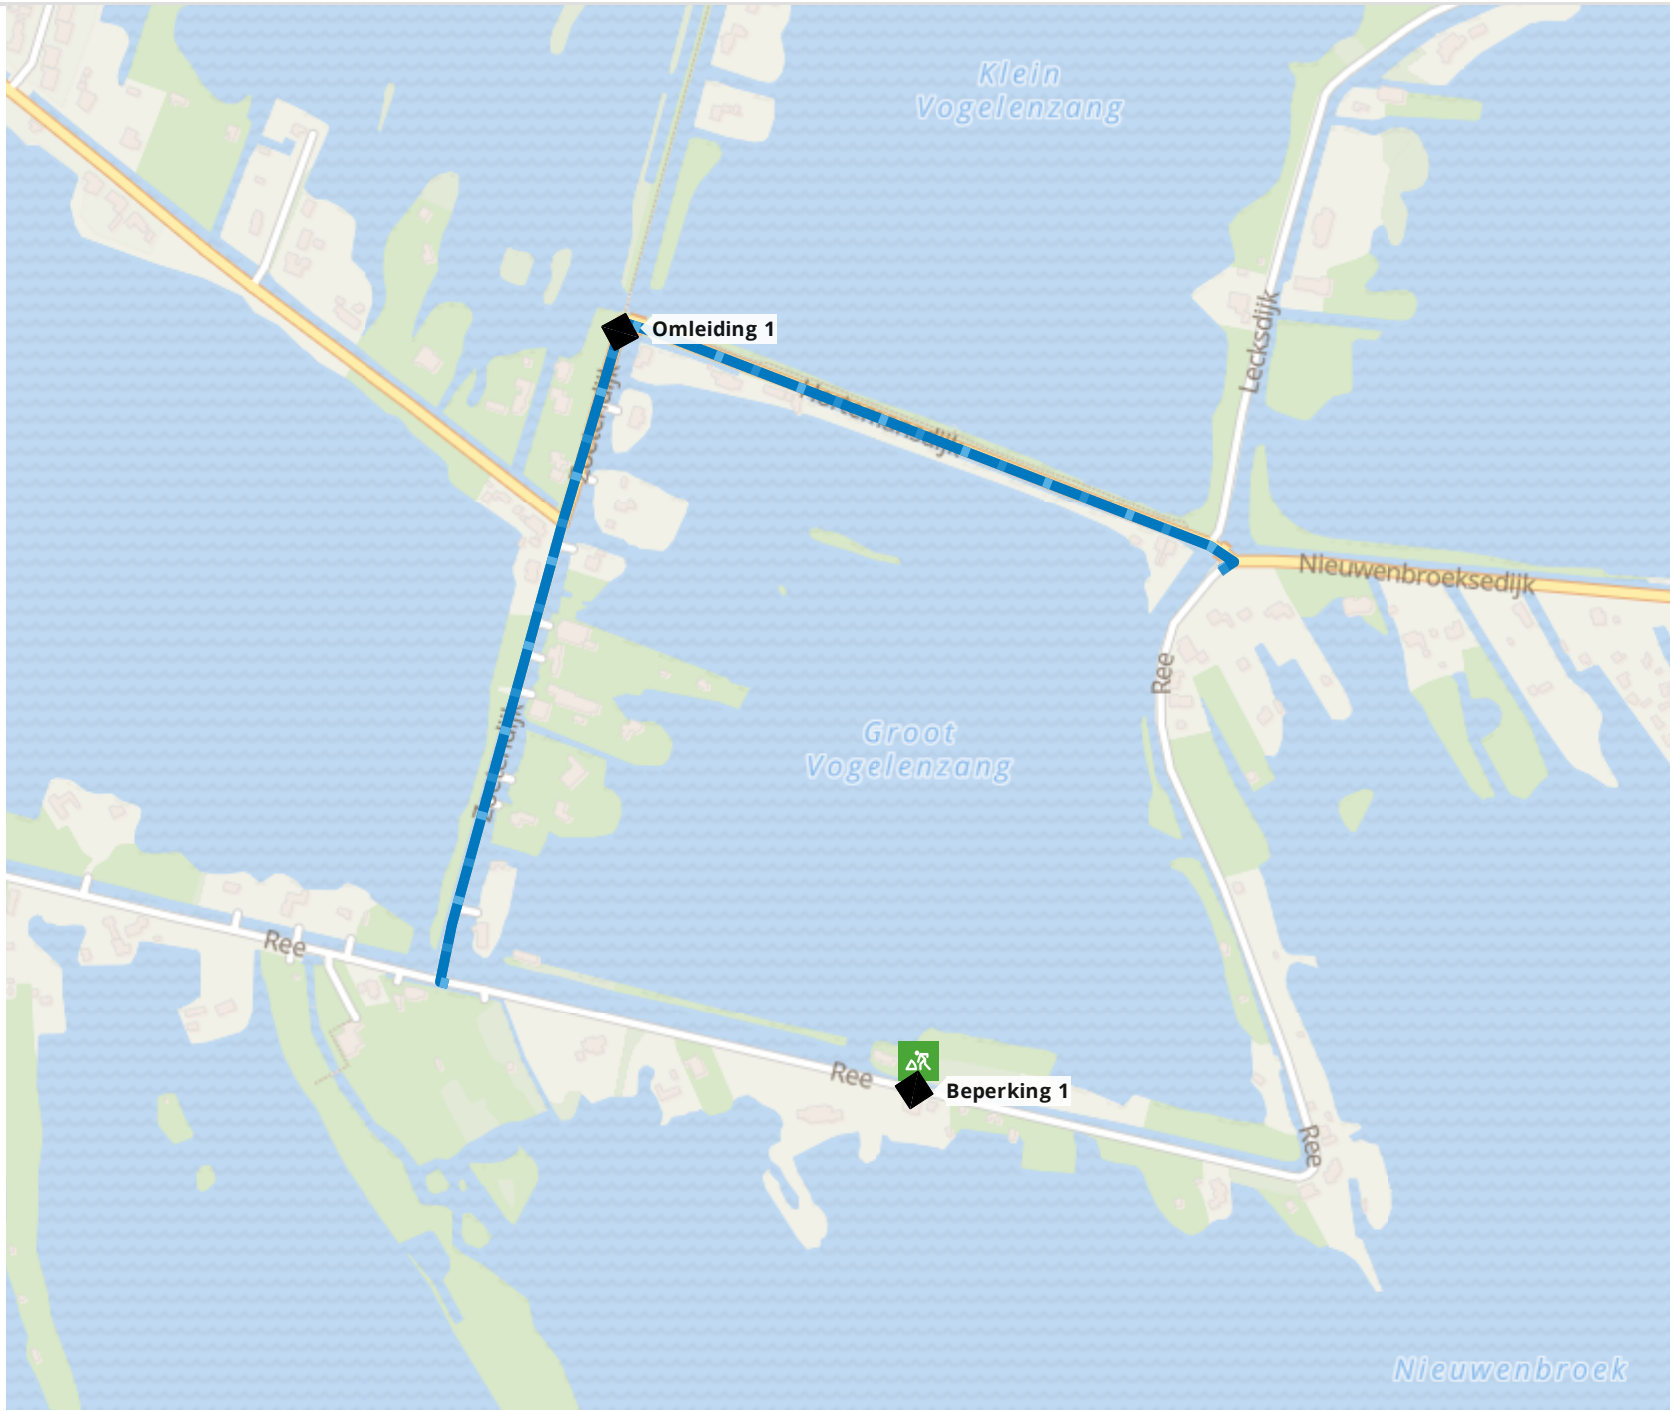 Klein
Vogelenzang
Omleiding 1
Lecksdijk
Nieuwenbroeksedijk
Ree
Groot
Vogelenzang
Ree
Ree
Beperking 1
Ree
Nieuwenbroek